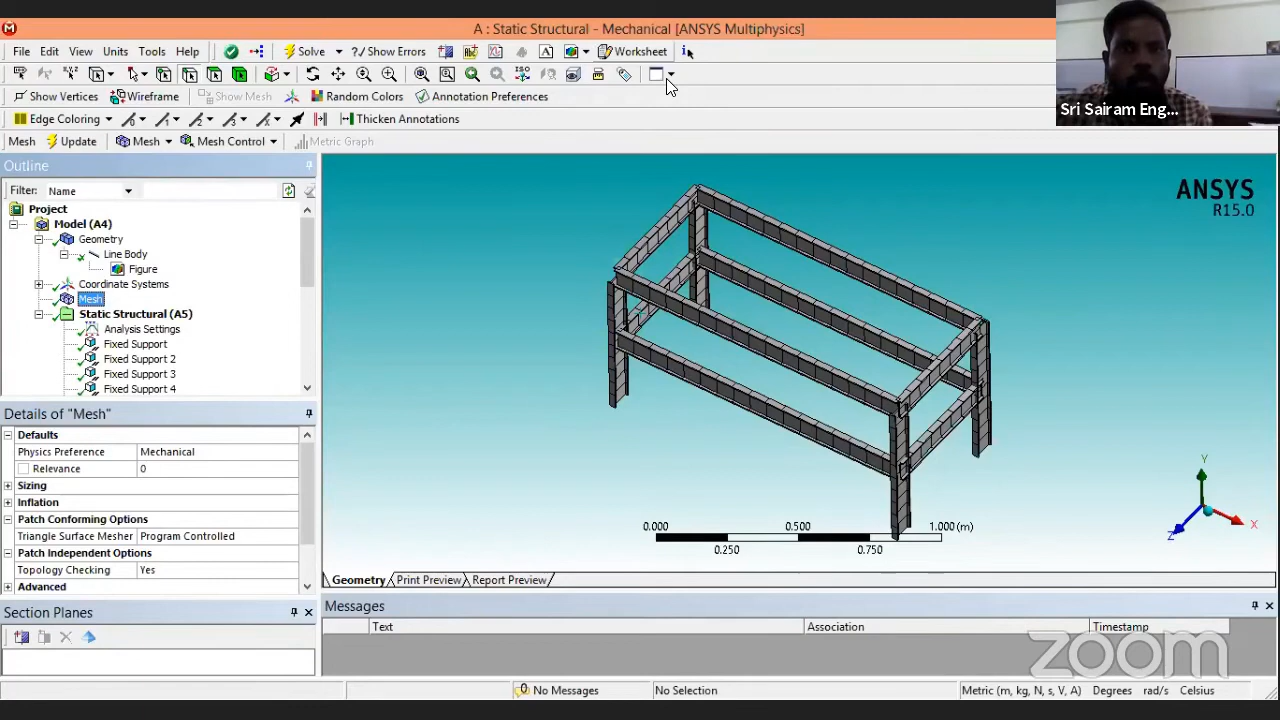 A : Static Structural - Mechanical [ANSYS Multiphysics]
File Edit View Units Tools Help Solve ?/ Show Errors Worksheet
Show Vertices Wireframe Show Mesh Random Colors Annotation Preferences
Edge Coloring Thicken Annotations
Mesh Update Mesh Mesh Control Metric Graph
Sri Sairam Eng...
Outline
Filter: Name
Project
Model (A4)
Geometry
Line Body
Figure
Coordinate Systems
Mesh
Static Structural (A5)
Analysis Settings
Fixed Support
Fixed Support 2
Fixed Support 3
Fixed Support 4
Details of "Mesh"
Defaults
Physics Preference Mechanical
Relevance 0
Sizing
Inflation
Patch Conforming Options
Triangle Surface Mesher Program Controlled
Patch Independent Options
Topology Checking Yes
Advanced
Section Planes
ANSYS
R15.0
Y
X
Z
0.000 0.500 1.000 (m)
0.250 0.750
Geometry Print Preview Report Preview
Messages
Text Association Timestamp
zoom
0 No Messages No Selection Metric (m, kg, N, s, V, A) Degrees rad/s Celsius